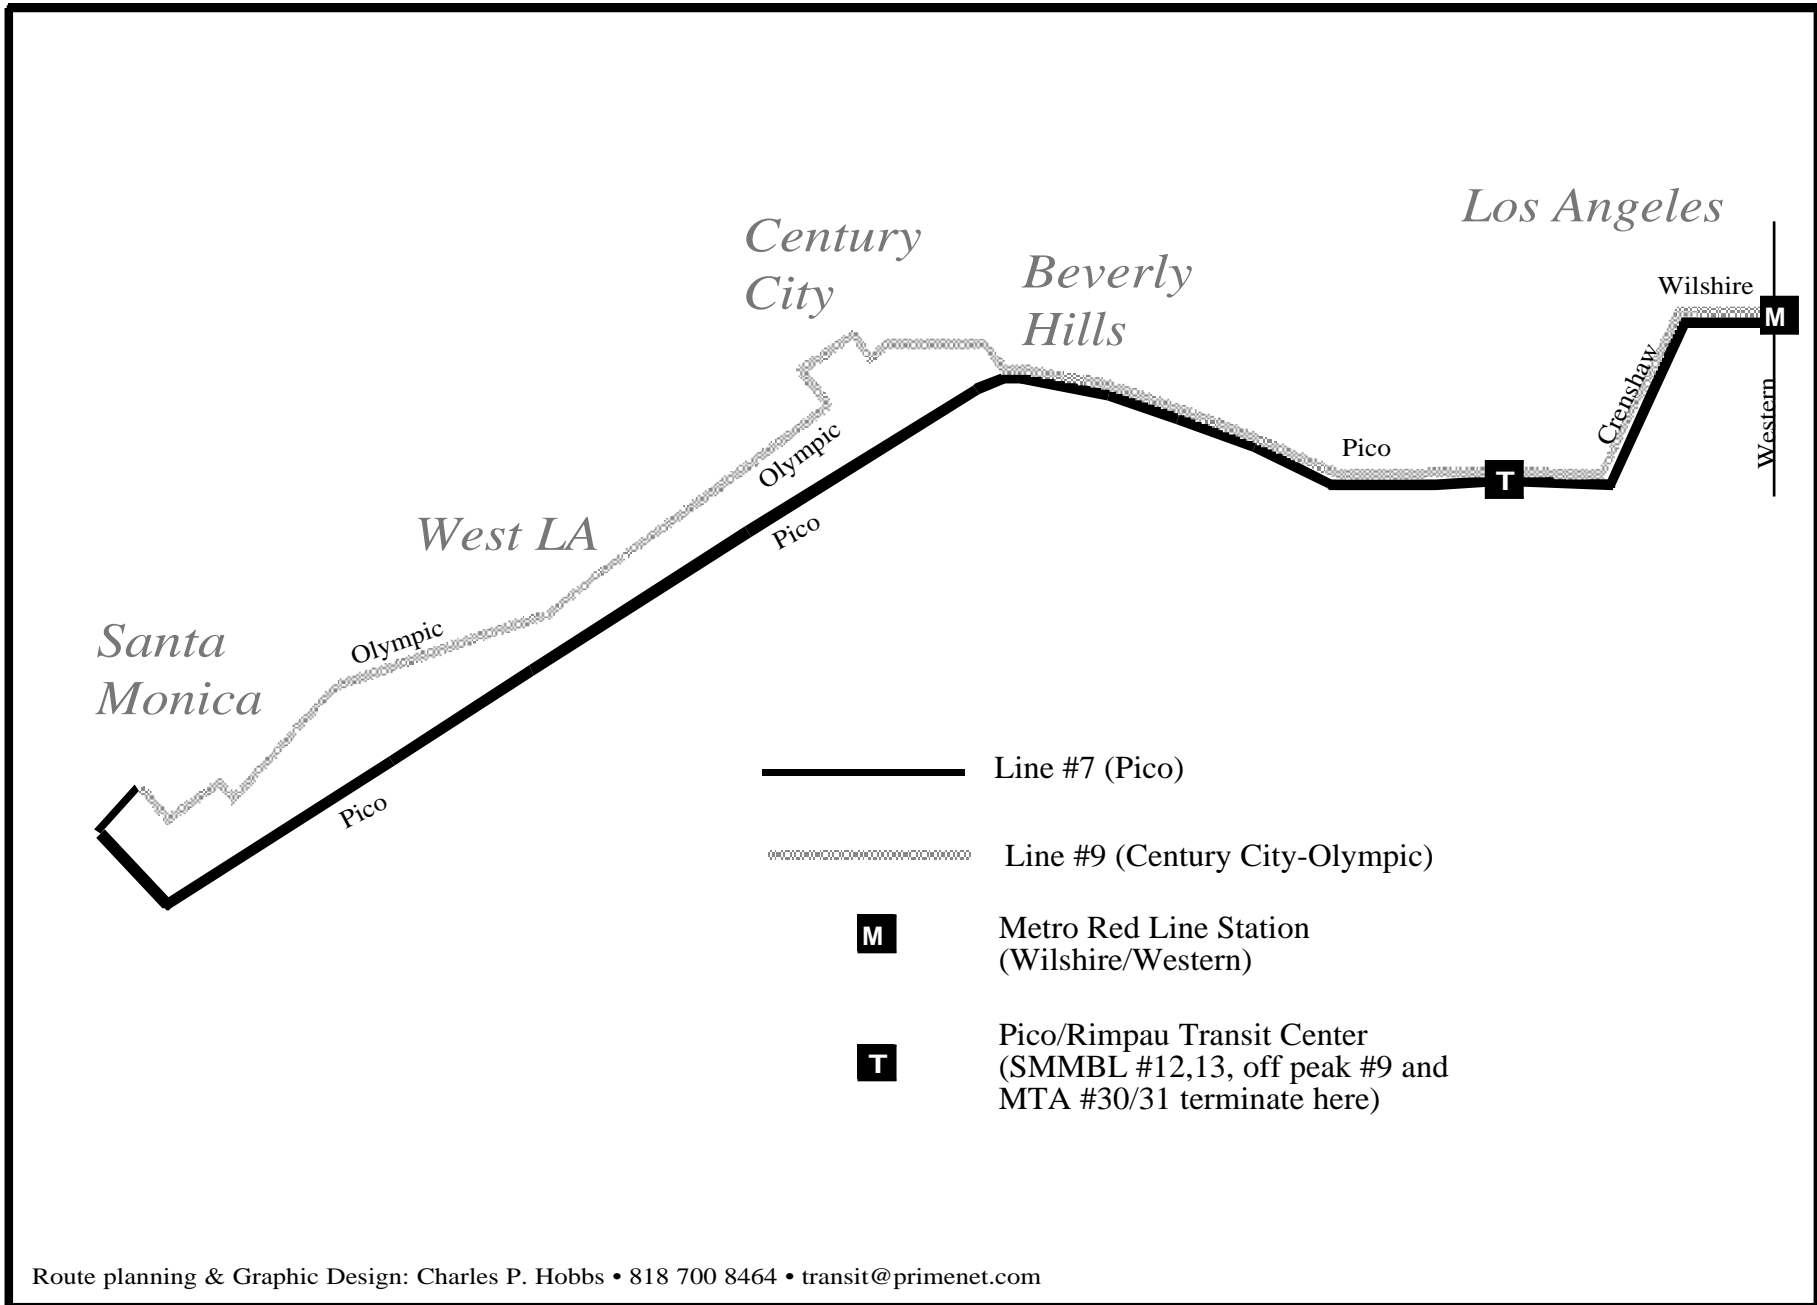 Los Angeles
Century
City
Beverly
Hills
Wilshire
M
Crenshaw
Western
Pico
T
Olympic
Pico
West LA
Santa
Monica
Olympic
Pico
Line #7 (Pico)
Line #9 (Century City-Olympic)
M
Metro Red Line Station
(Wilshire/Western)
T
Pico/Rimpau Transit Center
(SMMBL #12,13, off peak #9 and
MTA #30/31 terminate here)
Route planning & Graphic Design: Charles P. Hobbs • 818 700 8464 • transit@primenet.com